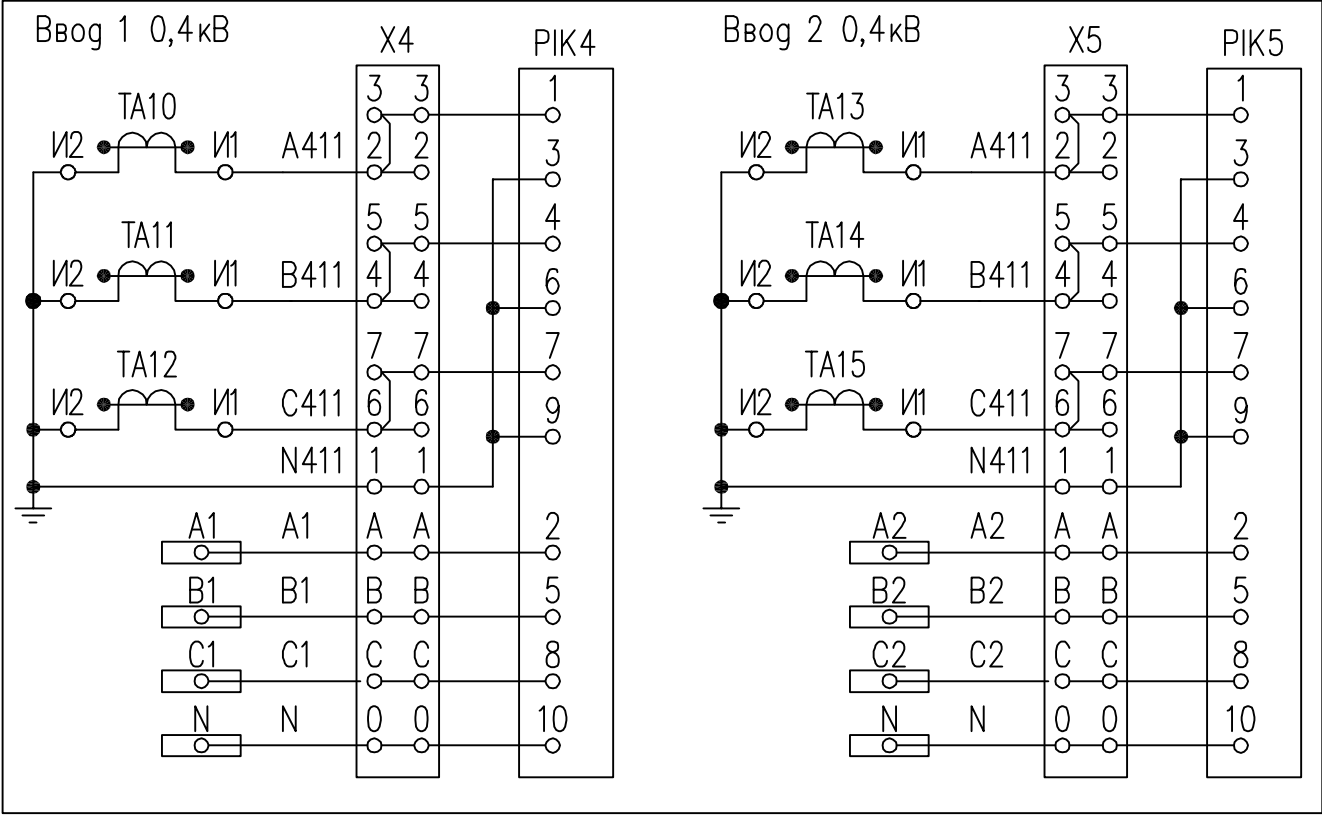 Ввод 1 0,4кВ
X4
PIK4
3 3 1
TA10
И2 И1 A411 2 2 3
5 5 4
TA11
И2 И1 B411 4 4 6
7 7 7
TA12
И2 И1 C411 6 6 9
N411 1 1
A1 A1 A A 2
B1 B1 B B 5
C1 C1 C C 8
N N 0 0 10
Ввод 2 0,4кВ
X5
PIK5
3 3 1
TA13
И2 И1 A411 2 2 3
5 5 4
TA14
И2 И1 B411 4 4 6
7 7 7
TA15
И2 И1 C411 6 6 9
N411 1 1
A2 A2 A A 2
B2 B2 B B 5
C2 C2 C C 8
N N 0 0 10